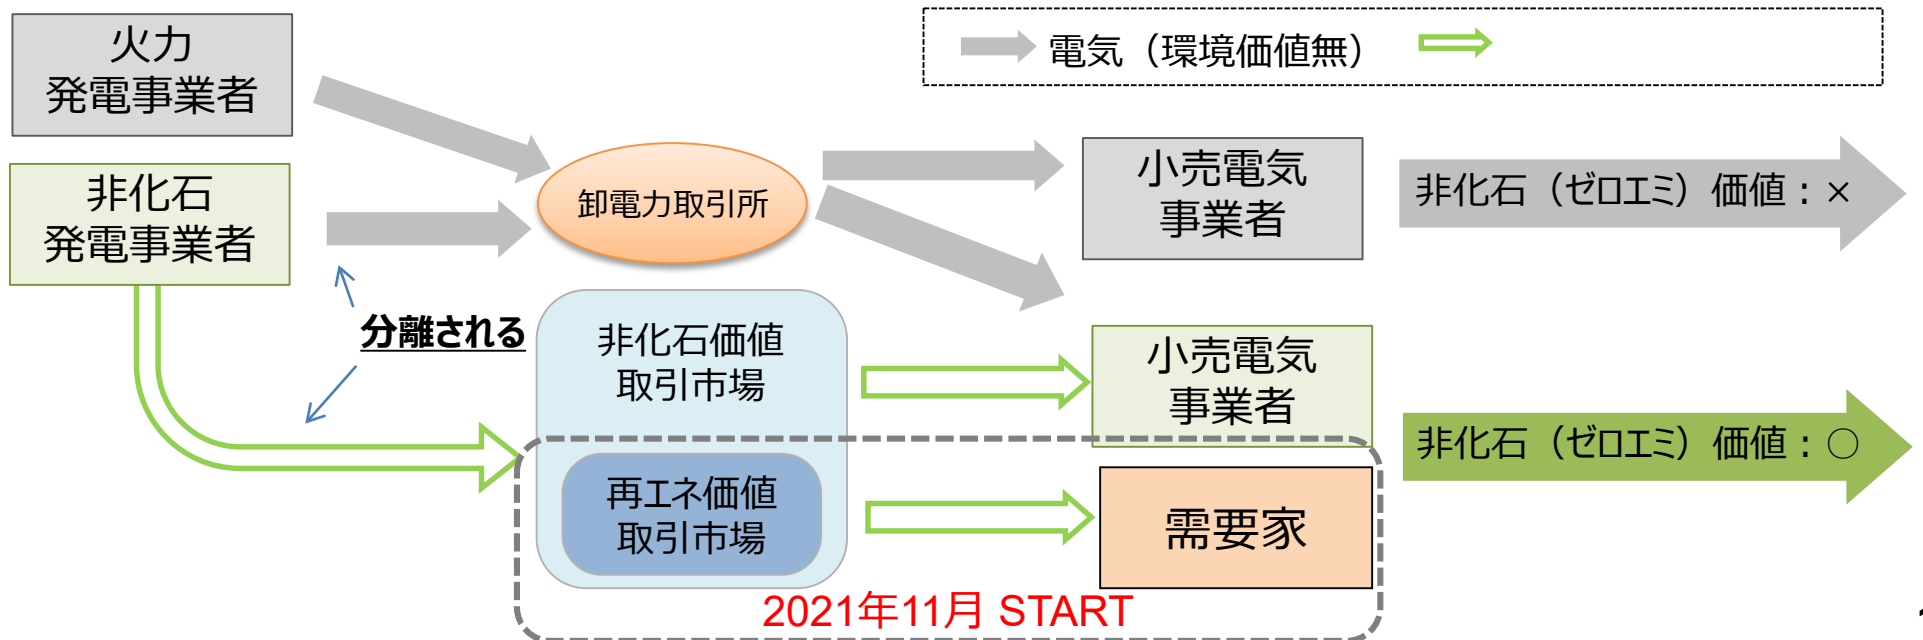 火力
発電事業者
電気（環境価値無）
非化石
発電事業者
卸電力取引所
小売電気
事業者
非化石（ゼロエミ）価値：×
分離される
非化石価値
取引市場
小売電気
事業者
非化石（ゼロエミ）価値：○
再エネ価値
取引市場
需要家
2021年11月 START